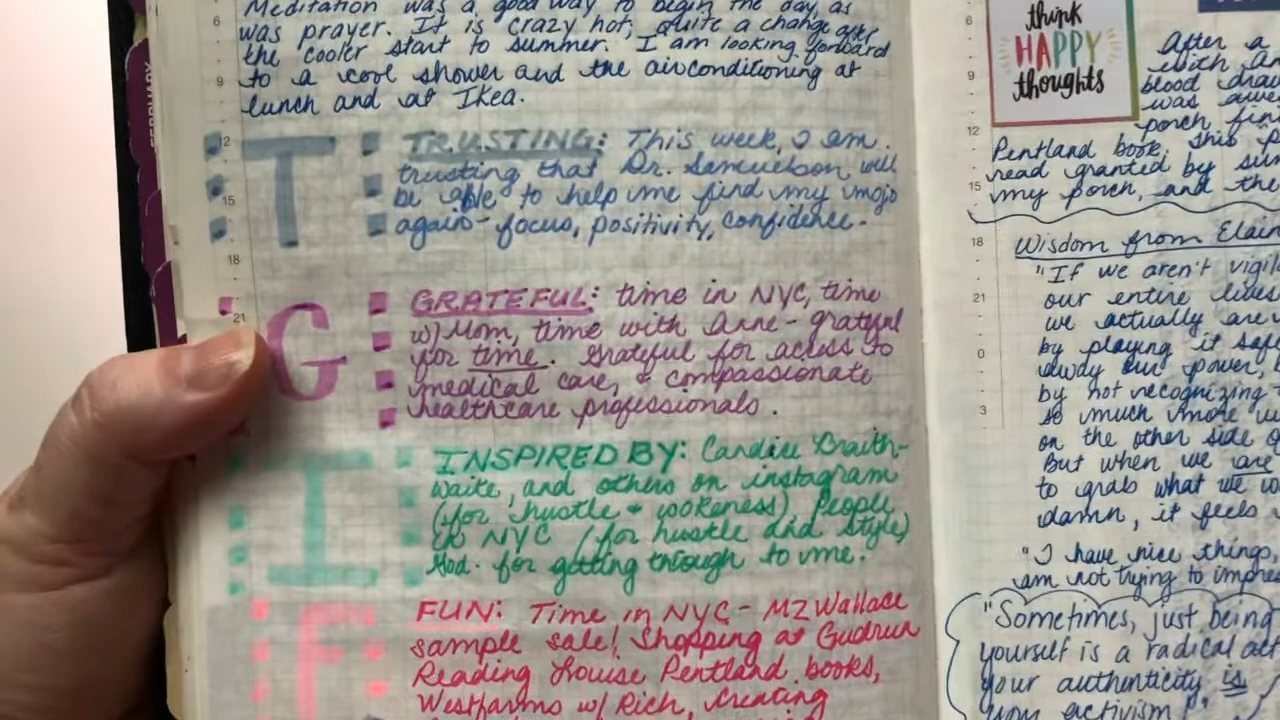 Meditation was a good way to begin the day, as
was prayer. It is crazy hot, quite a change after
the cooler start to summer. I am looking forward
to a cool shower and the airconditioning at
lunch and at Ikea.
T TRUSTING: This week, I am
trusting that Dr. Samuelson will
be able to help me find my mojo
again - focus, positivity, confidence.
G GRATEFUL: time in NYC, time
w/ Mom, time with Anne - grateful
for time. Grateful for access to
medical care, & compassionate
healthcare professionals.
I INSPIRED BY: Candice Braith-
waite, and others on instagram
(for hustle & wokeness) People
in NYC (for hustle and style)
God - for getting through to me.
F FUN: Time in NYC - MZ Wallace
sample sale! Shopping at Gudrun
Reading Louise Pentland books,
Westfarms w/ Rich, creating
FEBRUARY
6
9
12
15
18
21
think
HAPPY
thoughts
After a
with an
blood draw
was
porch
Pentland book. This
read granted by
my porch, and the
Wisdom from Elain
"If we aren't vigil
our entire lives
we actually are
by playing it safe
away our power,
by not recognizing
so much more
on the other side o
But when we are
to grab what we
damn, it feels
"I have nice things,
am not trying to impres
"Sometimes, just being
yourself is a radical act
your authenticity is
your activism"
6
9
12
15
18
21
0
3